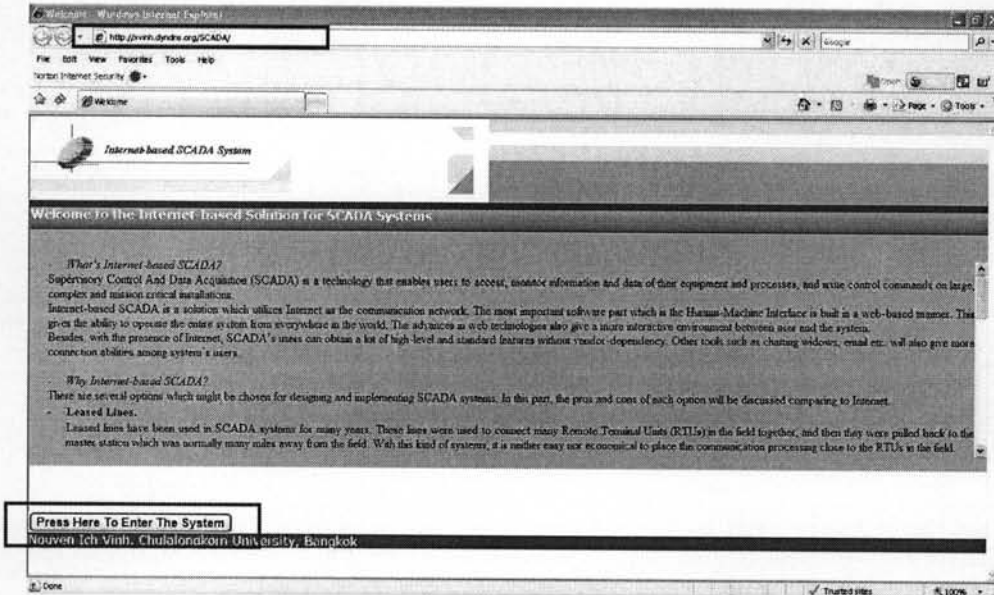 Welcome - Windows Internet Explorer
http://xvinh.dyndns.org/SCADA/
Google
File Edit View Favorites Tools Help
Norton Internet Security
Welcome
Page Tools
Internet-based SCADA System
Welcome to the Internet-based Solution for SCADA Systems
- What's Internet-based SCADA?
Supervisory Control And Data Acquisition (SCADA) is a technology that enables users to access, monitor information and data of their equipment and processes, and issue control commands on large,
complex and mission critical installations.
Internet-based SCADA is a solution which utilizes Internet as the communication network. The most important software part which is the Human-Machine Interface is built in a web-based manner. This
gives the ability to operate the entire system from everywhere in the world. The advances in web technologies also give a more interactive environment between user and the system.
Besides, with the presence of Internet, SCADA's users can obtain a lot of high-level and standard features without vendor-dependency. Other tools such as chatting widows, email etc. will also give more
connection abilities among system's users.
- Why Internet-based SCADA?
There are several options which might be chosen for designing and implementing SCADA systems. In this part, the pros and cons of each option will be discussed comparing to Internet.
- Leased Lines.
Leased lines have been used in SCADA systems for many years. These lines were used to connect many Remote Terminal Units (RTUs) in the field together, and then they were pulled back to the
master station which was normally many miles away from the field. With this kind of systems, it is neither easy nor economical to place the communication processing close to the RTUs in the field.
Press Here To Enter The System
Nguyen Ich Vinh, Chulalongkorn University, Bangkok
Done
Trusted sites
100%